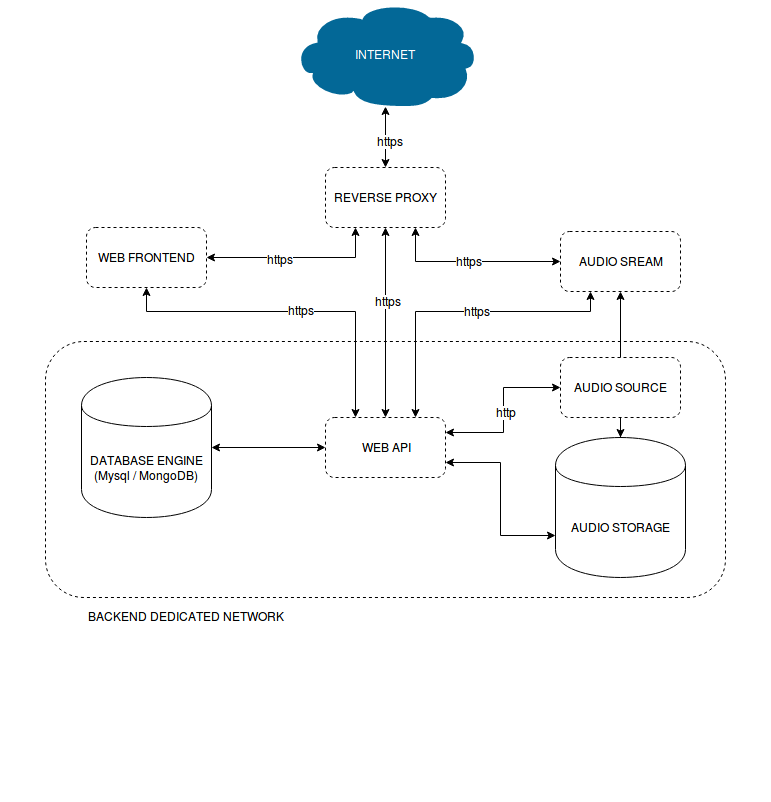 INTERNET
https
REVERSE PROXY
WEB FRONTEND
https
https
AUDIO SREAM
https
https
https
AUDIO SOURCE
http
WEB API
DATABASE ENGINE
(Mysql / MongoDB)
AUDIO STORAGE
BACKEND DEDICATED NETWORK